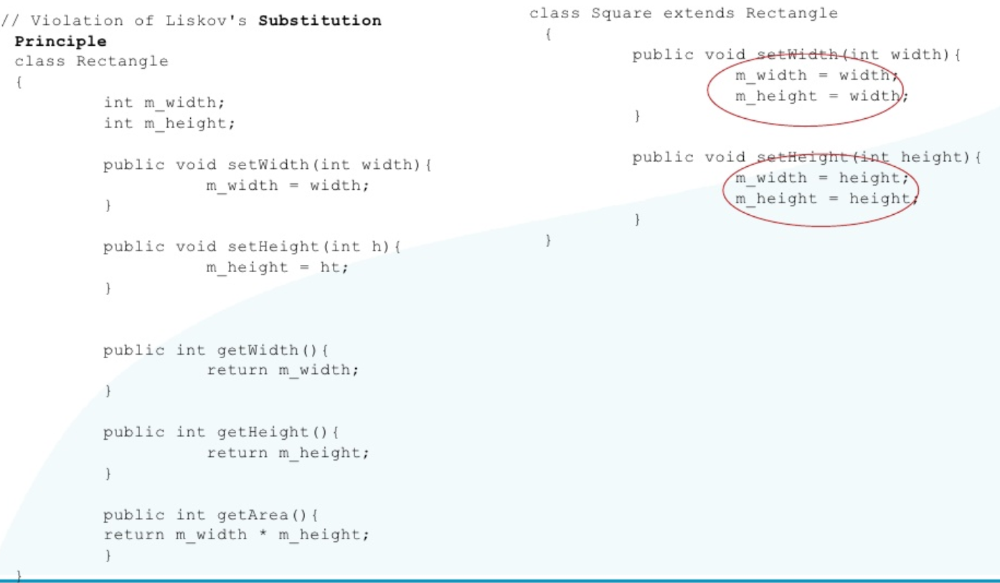 // Violation of Liskov's Substitution
Principle
class Rectangle
{
int m_width;
int m_height;
public void setWidth(int width){
m_width = width;
}
public void setHeight(int h){
m_height = ht;
}
public int getWidth(){
return m_width;
}
public int getHeight(){
return m_height;
}
public int getArea(){
return m_width * m_height;
}
}
class Square extends Rectangle
{
public void setWidth(int width){
m_width = width;
m_height = width;
}
public void setHeight(int height){
m_width = height;
m_height = height;
}
}